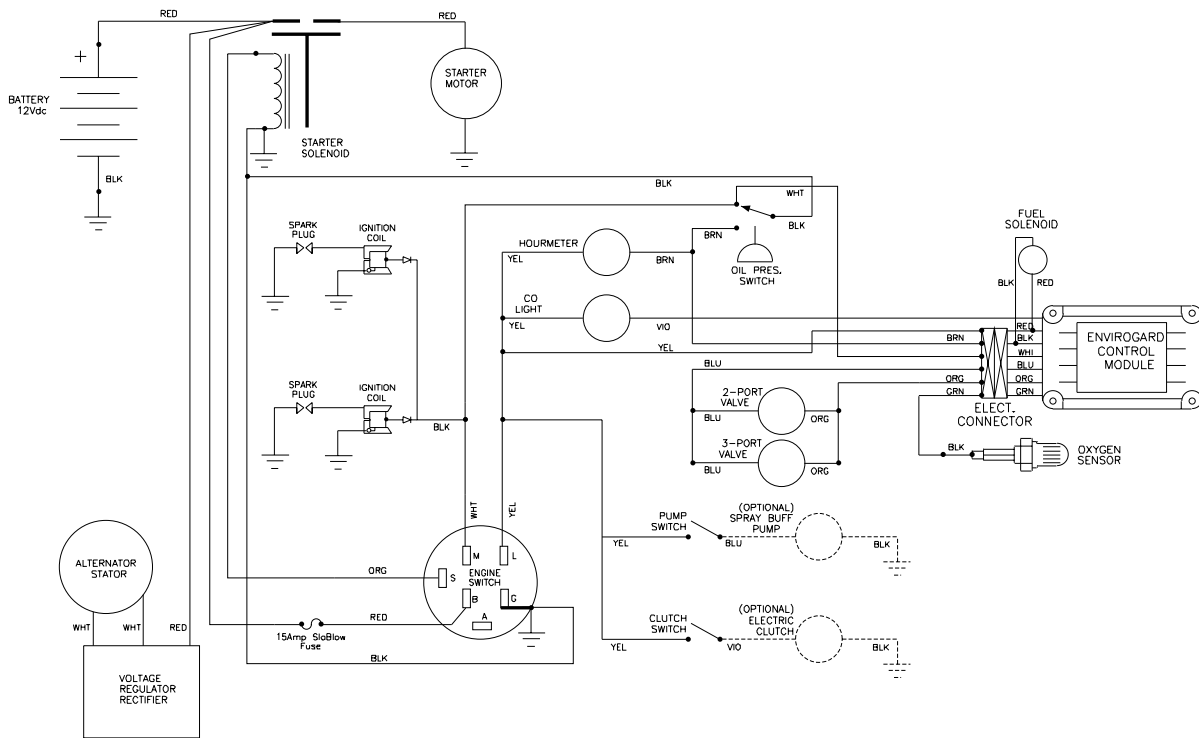 RED
RED
+
BATTERY
12Vdc
BLK
STARTER
MOTOR
STARTER
SOLENOID
BLK
WHT
BLK
BRN
OIL PRES.
SWITCH
SPARK
PLUG
IGNITION
COIL
HOURMETER
YEL
BRN
CO
LIGHT
YEL
VIO
YEL
FUEL
SOLENOID
BLK
RED
BRN
RED
BLK
WHI
BLU
ORG
GRN
ENVIROGARD
CONTROL
MODULE
BLU
ORG
GRN
ELECT.
CONNECTOR
2-PORT
VALVE
BLU
ORG
3-PORT
VALVE
BLU
ORG
BLK
OXYGEN
SENSOR
SPARK
PLUG
IGNITION
COIL
BLK
WHT
YEL
PUMP
SWITCH
YEL
BLU
(OPTIONAL)
SPRAY BUFF
PUMP
BLK
ALTERNATOR
STATOR
WHT
WHT
RED
ORG
M
L
S
ENGINE
SWITCH
B
G
A
RED
15Amp SloBlow
Fuse
BLK
CLUTCH
SWITCH
YEL
VIO
(OPTIONAL)
ELECTRIC
CLUTCH
BLK
VOLTAGE
REGULATOR
RECTIFIER